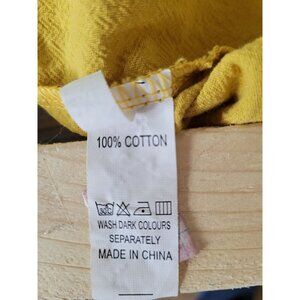 100% COTTON
WASH DARK COLOURS
SEPARATELY
MADE IN CHINA